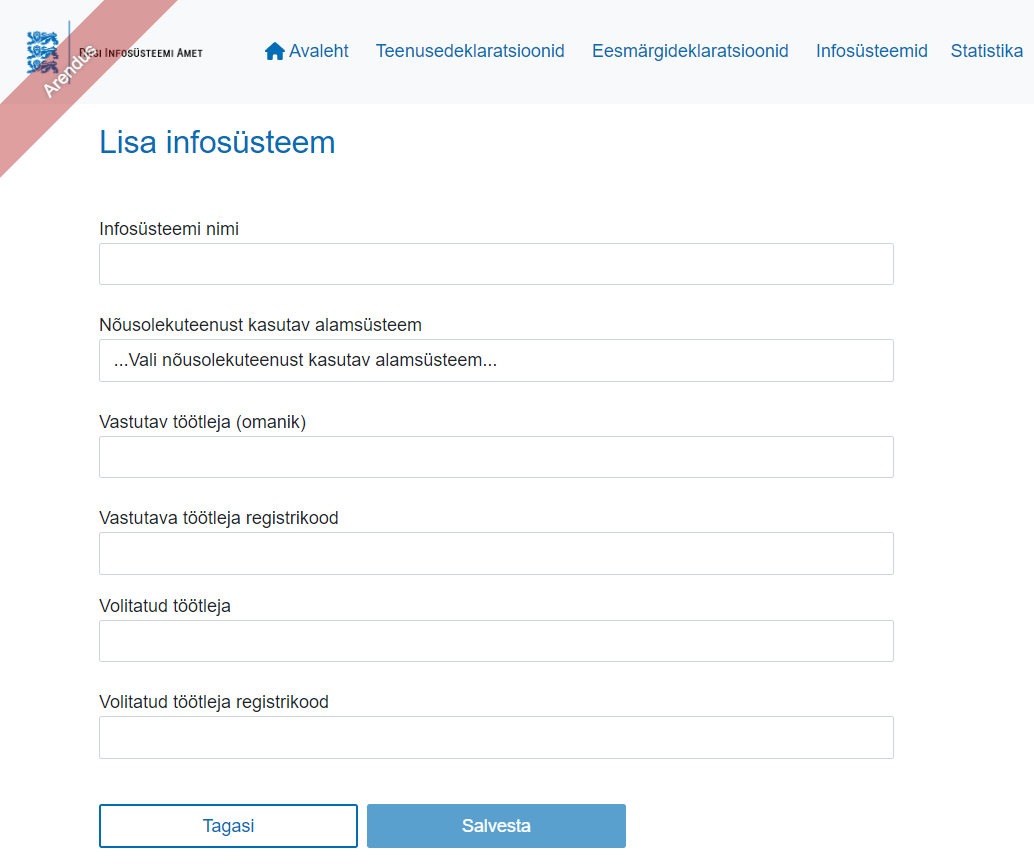 Riigi Infosüsteemi Amet
Arendus
Avaleht
Teenusedeklaratsioonid
Eesmärgideklaratsioonid
Infosüsteemid
Statistika
Lisa infosüsteem
Infosüsteemi nimi
Nõusolekuteenust kasutav alamsüsteem
...Vali nõusolekuteenust kasutav alamsüsteem...
Vastutav töötleja (omanik)
Vastutava töötleja registrikood
Volitatud töötleja
Volitatud töötleja registrikood
Tagasi
Salvesta